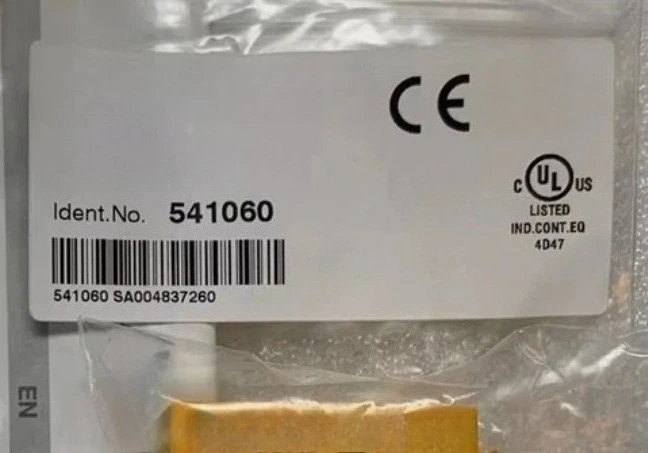 CE
Ident.No. 541060
C UL US
LISTED
IND.CONT.EQ
4D47
541060 SA004837260
EN